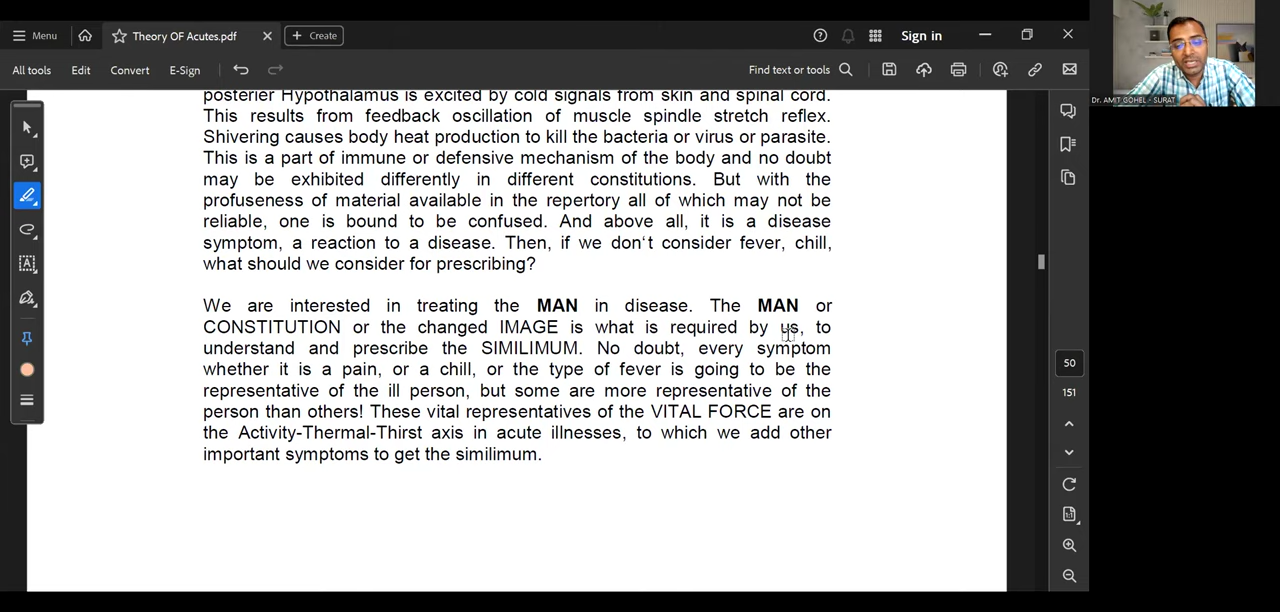 Menu
Theory OF Acutes.pdf
Create
Sign in
All tools
Edit
Convert
E-Sign
Find text or tools
posterior Hypothalamus is excited by cold signals from skin and spinal cord.
This results from feedback oscillation of muscle spindle stretch reflex.
Shivering causes body heat production to kill the bacteria or virus or parasite.
This is a part of immune or defensive mechanism of the body and no doubt
may be exhibited differently in different constitutions. But with the
profuseness of material available in the repertory all of which may not be
reliable, one is bound to be confused. And above all, it is a disease
symptom, a reaction to a disease. Then, if we don't consider fever, chill,
what should we consider for prescribing?
We are interested in treating the MAN in disease. The MAN or
CONSTITUTION or the changed IMAGE is what is required by us, to
understand and prescribe the SIMILIMUM. No doubt, every symptom
whether it is a pain, or a chill, or the type of fever is going to be the
representative of the ill person, but some are more representative of the
person than others! These vital representatives of the VITAL FORCE are on
the Activity-Thermal-Thirst axis in acute illnesses, to which we add other
important symptoms to get the similimum.
50
151
Dr. AMIT GOHEL - SURAT